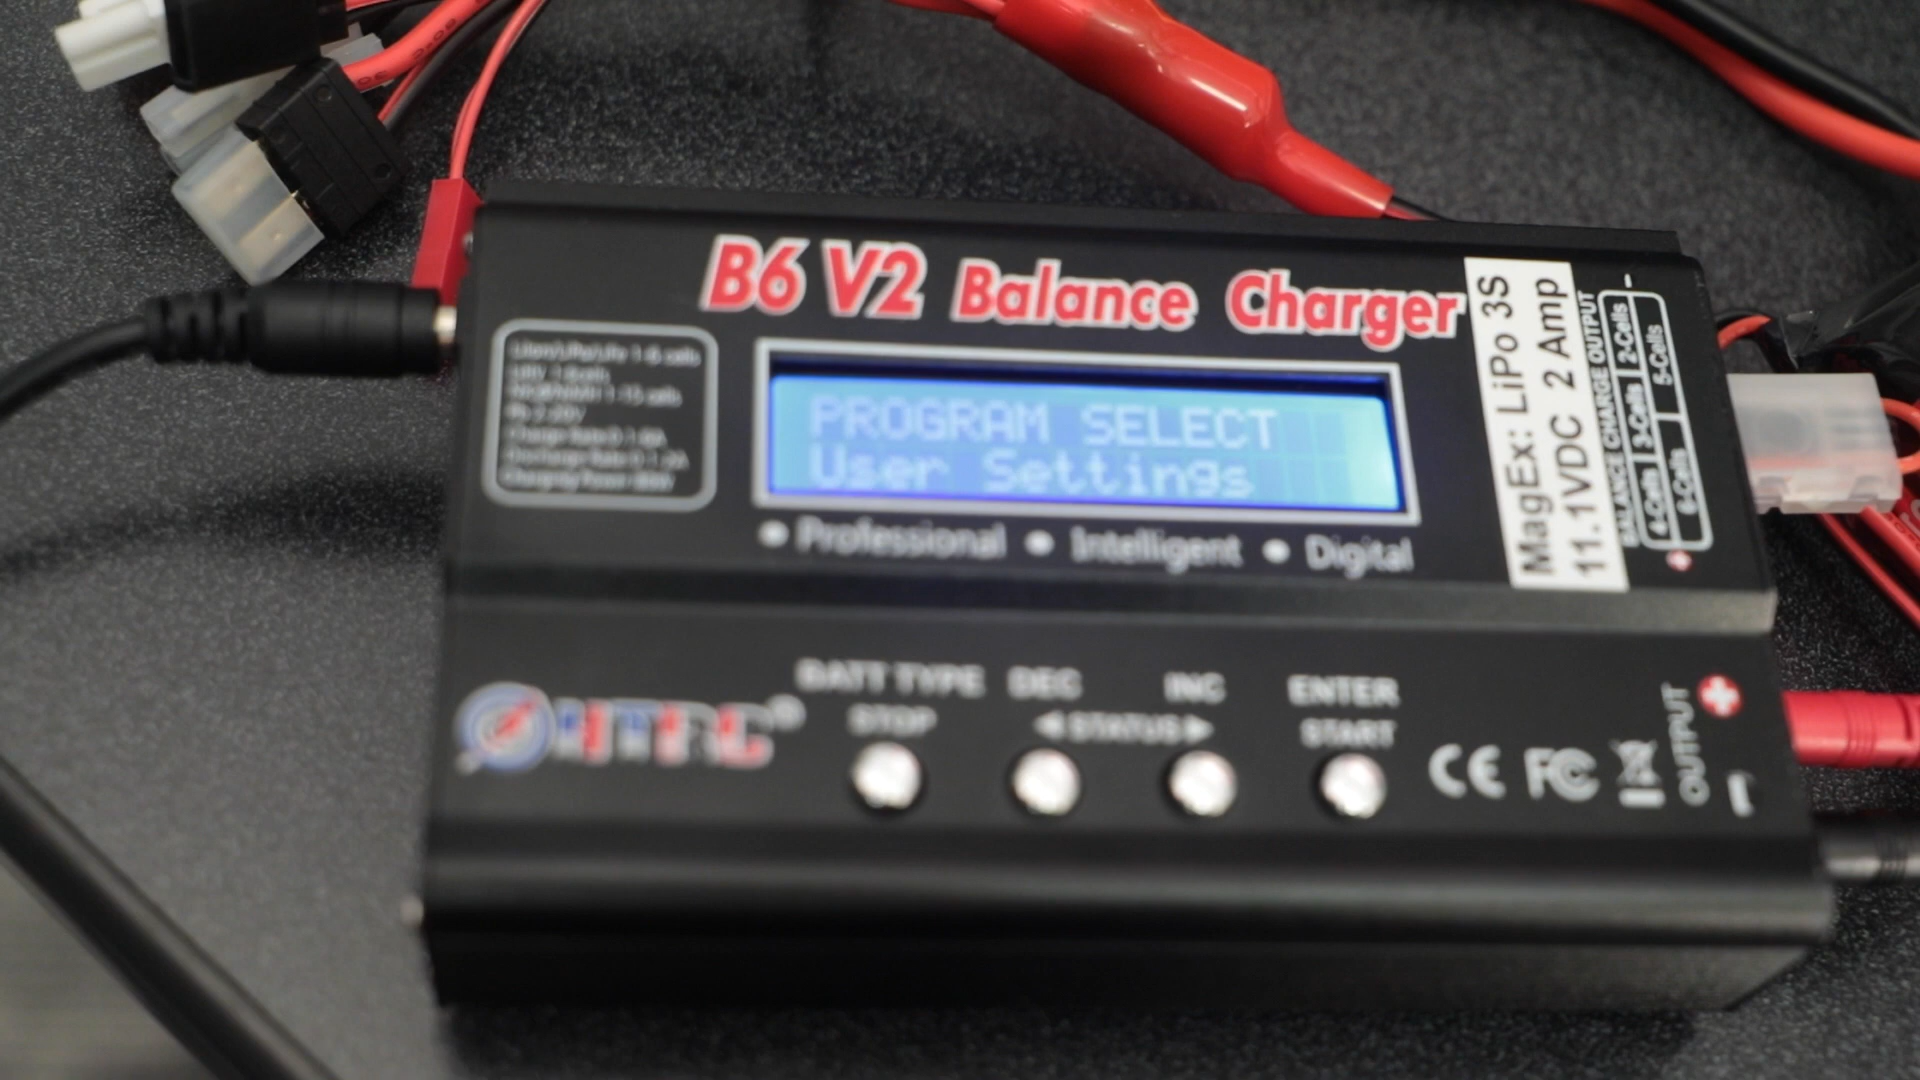 B6 V2 Balance Charger
PROGRAM SELECT
User Settings
● Professional ● Intelligent ● Digital
MagEx: LiPo 3S
11.1VDC 2 Amp
BALANCE CHARGE OUTPUT
2-Cells
3-Cells
4-Cells
5-Cells
6-Cells
BATT TYPE DEC INC ENTER
STOP ◀ STATUS ▶ START
CE FC
OUTPUT